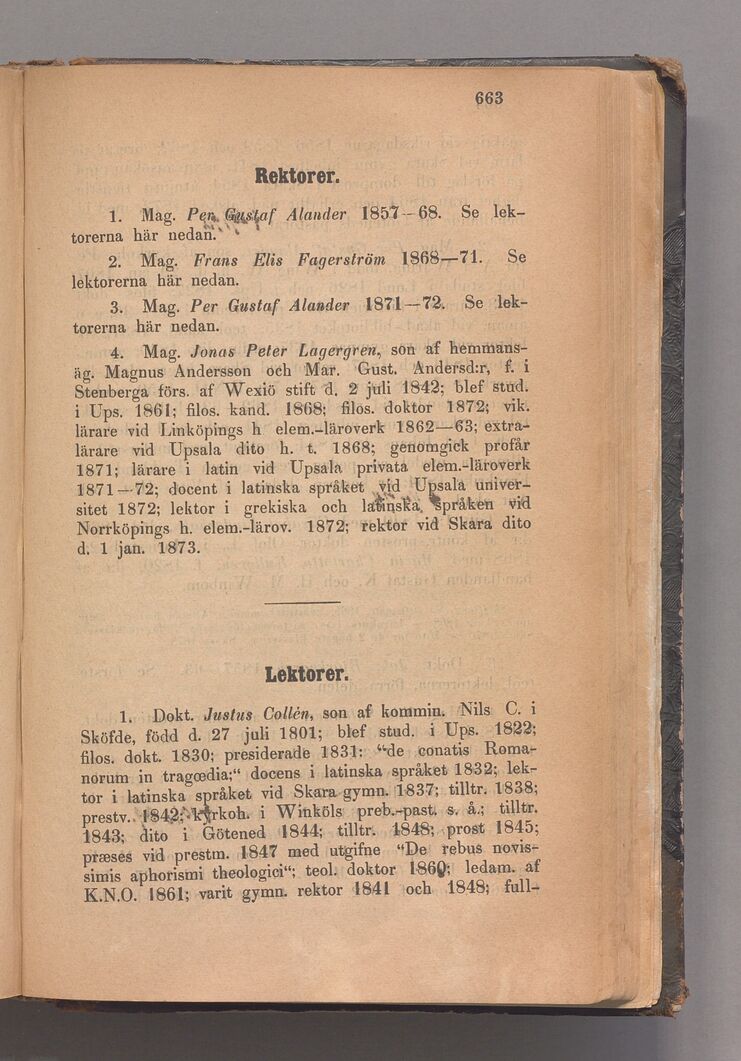 663
Rektorer.
1. Mag. Per Gustaf Alander 1857—68. Se lek-
torerna här nedan.
2. Mag. Frans Elis Fagerström 1868—71. Se
lektorerna här nedan.
3. Mag. Per Gustaf Alander 1871—72. Se lek-
torerna här nedan.
4. Mag. Jonas Peter Lagergren, son af hemmans-
äg. Magnus Andersson och Mar. Gust. Andersd:r, f. i
Stenberga förs. af Wexiö stift d. 2 juli 1842; blef stud.
i Ups. 1861; filos. kand. 1868; filos. doktor 1872; vik.
lärare vid Linköpings h elem.-läroverk 1862—63; extra-
lärare vid Upsala dito h. t. 1868; genomgick profår
1871; lärare i latin vid Upsala privata elem.-läroverk
1871—72; docent i latinska språket vid Upsala univer-
sitet 1872; lektor i grekiska och latinska språken vid
Norrköpings h. elem.-lärov. 1872; rektor vid Skara dito
d. 1 jan. 1873.
Lektorer.
1. Dokt. Justus Collén, son af kommin. Nils C. i
Sköfde, född d. 27 juli 1801; blef stud. i Ups. 1822;
filos. dokt. 1830; presiderade 1831: “de conatis Roma-
norum in tragœdia;“ docens i latinska språket 1832; lek-
tor i latinska språket vid Skara gymn. 1837; tilltr. 1838;
prestv. 1842; kyrkoh. i Winköls preb.-past. s. å.; tilltr.
1843; dito i Götened 1844; tilltr. 1848; prost 1845;
præses vid prestm. 1847 med utgifne “De rebus novis-
simis aphorismi theologici“; teol. doktor 1860; ledam. af
K.N.O. 1861; varit gymn. rektor 1841 och 1848; full-